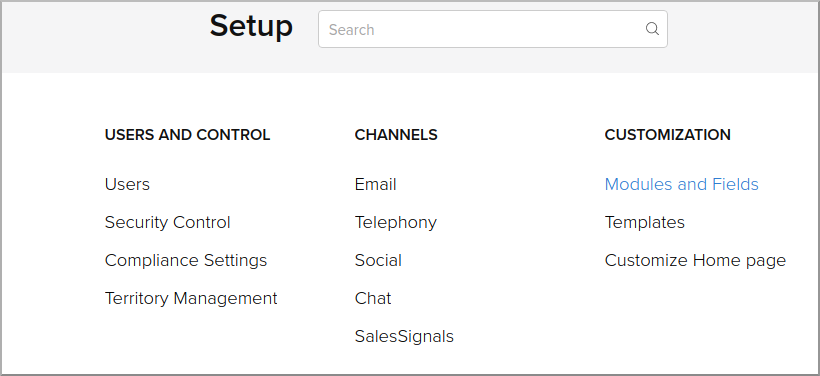 Setup
Search
USERS AND CONTROL
Users
Security Control
Compliance Settings
Territory Management
CHANNELS
Email
Telephony
Social
Chat
SalesSignals
CUSTOMIZATION
Modules and Fields
Templates
Customize Home page